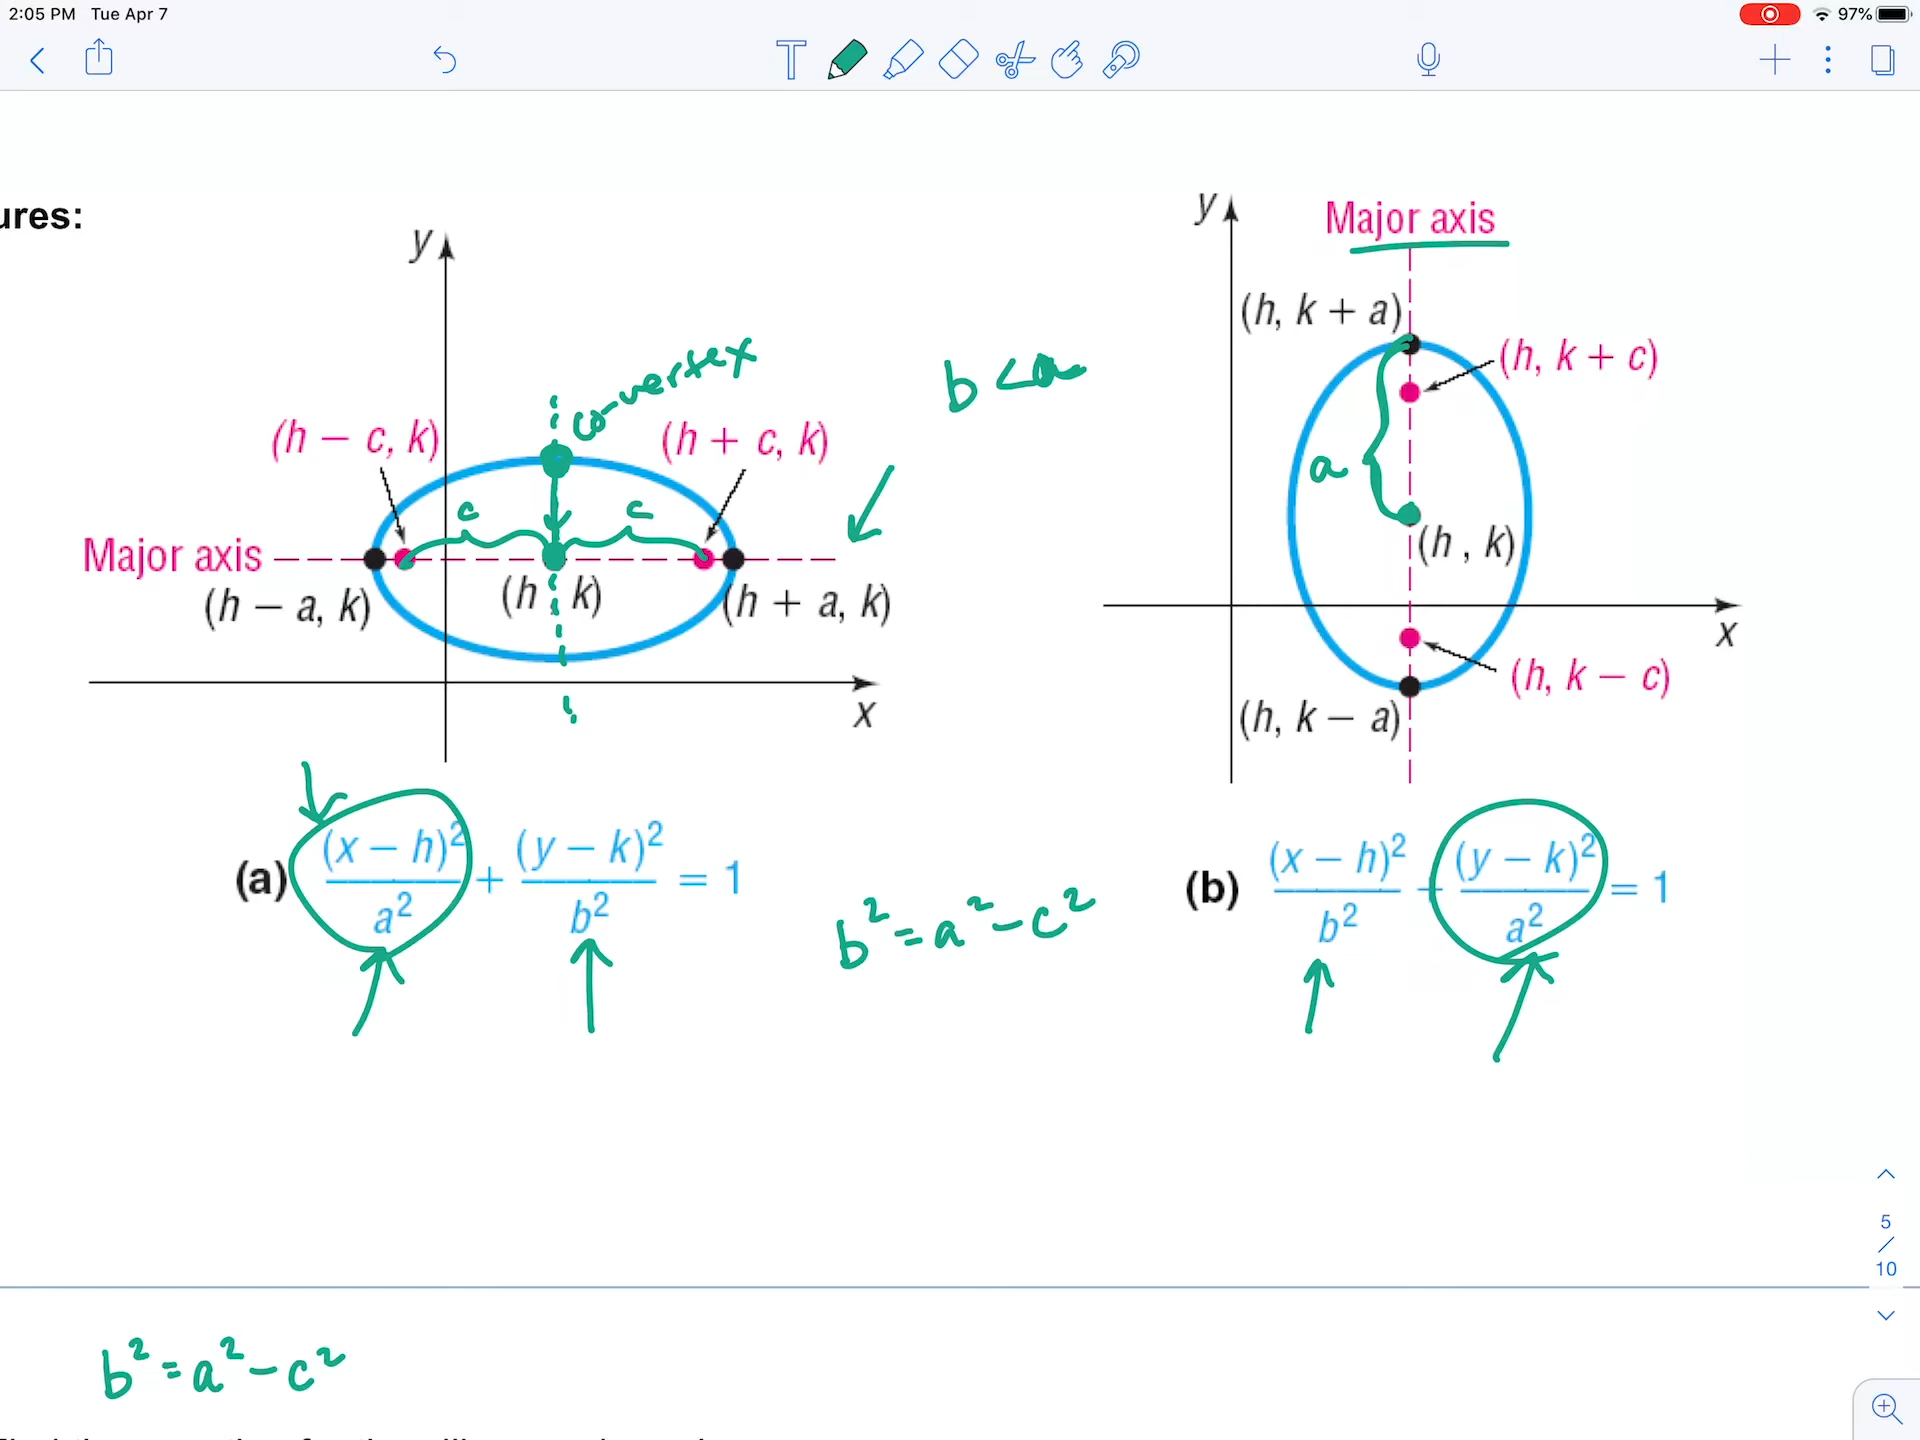 2:05 PM Tue Apr 7
97%
ures:
y
co-vertex
(h – c, k)
(h + c, k)
c
c
Major axis
(h – a, k)
(h , k)
(h + a, k)
x
(a) (x – h)²/a² + (y – k)²/b² = 1
b < a
b² = a² – c²
y
Major axis
(h, k + a)
(h, k + c)
a
(h , k)
x
(h, k – c)
(h, k – a)
(b) (x – h)²/b² + (y – k)²/a² = 1
5
/
10
b² = a² – c²